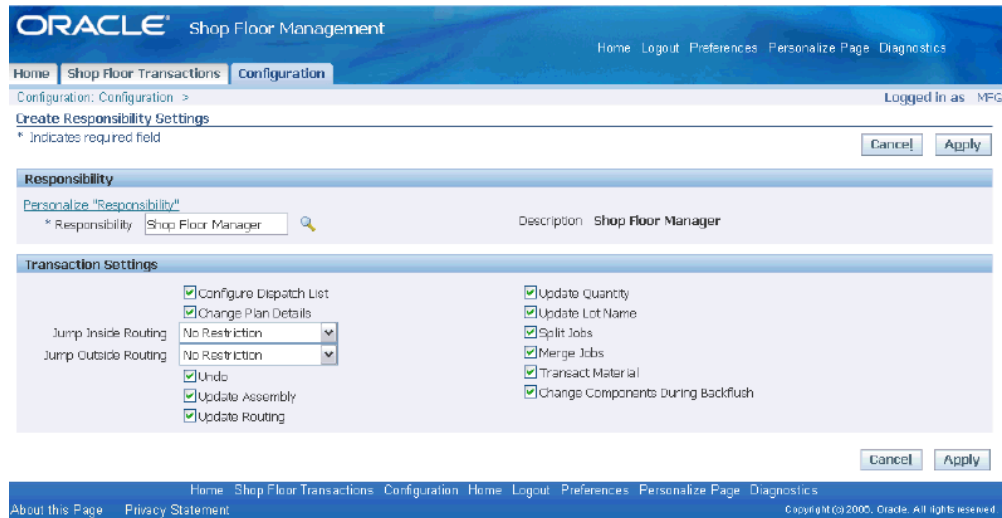 ORACLE® Shop Floor Management
Home Logout Preferences Personalize Page Diagnostics
Home Shop Floor Transactions Configuration
Configuration: Configuration > Logged in as MFG
Create Responsibility Settings
* Indicates required field
Cancel Apply
Responsibility
Personalize "Responsibility"
* Responsibility Shop Floor Manager Description Shop Floor Manager
Transaction Settings
Configure Dispatch List Update Quantity
Change Plan Details Update Lot Name
Jump Inside Routing No Restriction Split Jobs
Jump Outside Routing No Restriction Merge Jobs
Undo Transact Material
Update Assembly Change Components During Backflush
Update Routing
Cancel Apply
Home Shop Floor Transactions Configuration Home Logout Preferences Personalize Page Diagnostics
About this Page Privacy Statement Copyright (c) 2005, Oracle. All rights reserved.